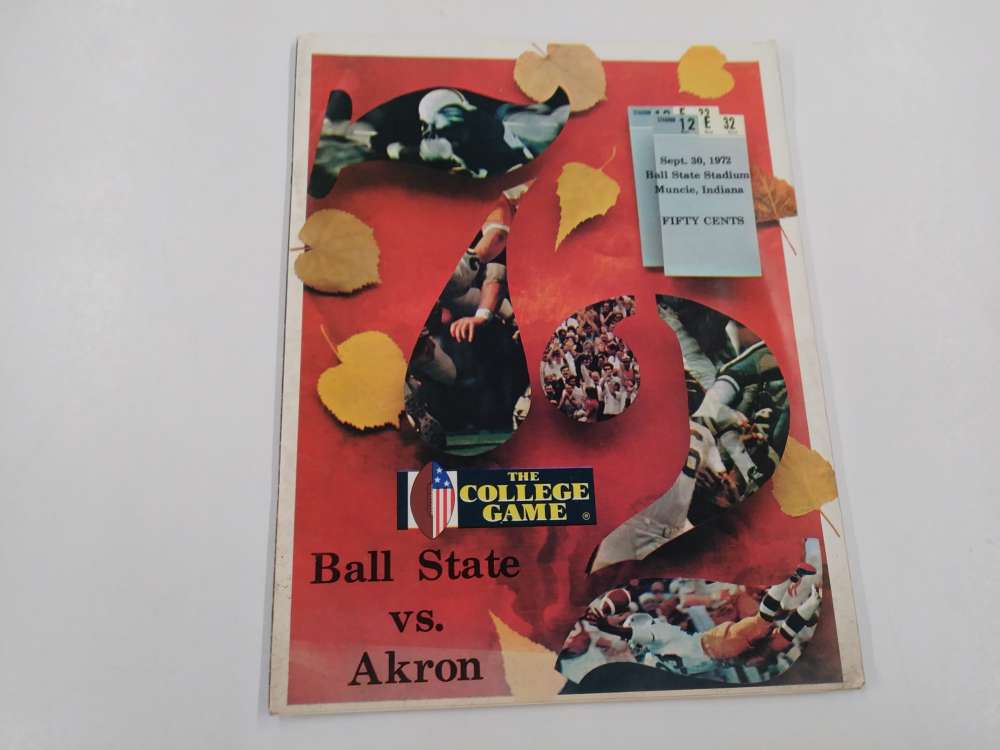 12 E 32
Sept. 30, 1972
Ball State Stadium
Muncie, Indiana
FIFTY CENTS
THE
COLLEGE
GAME ®
Ball State
vs.
Akron